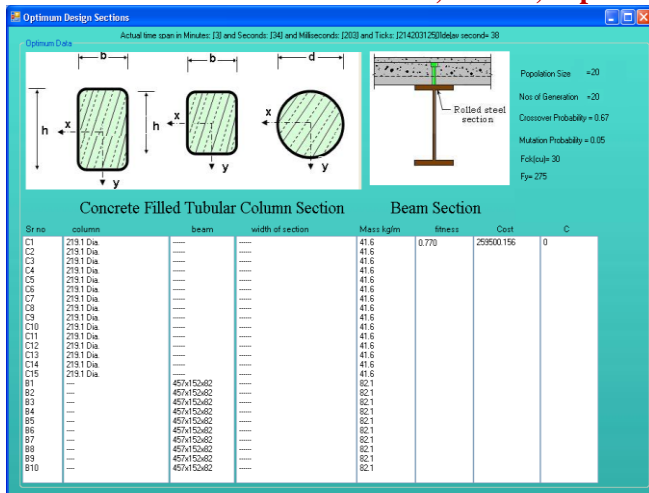 Optimum Design Sections
Actual time span in Minutes: [3] and Seconds: [34] and Milliseconds: [203] and Ticks: [2142031250]
Optimum Data
b b d
h x y h x y x y
Rolled steel
section
Population Size =20
Nos of Generation =20
Crossover Probability = 0.67
Mutation Probability = 0.05
Fck(cu)= 30
Fy= 275
Concrete Filled Tubular Column Section Beam Section
Sr no column beam width of section Mass kg/m fitness Cost C
C1 219.1 Dia. ----- ----- 41.6 0.770 259500.156 0
C2 219.1 Dia. ----- ----- 41.6
C3 219.1 Dia. ----- ----- 41.6
C4 219.1 Dia. ----- ----- 41.6
C5 219.1 Dia. ----- ----- 41.6
C6 219.1 Dia. ----- ----- 41.6
C7 219.1 Dia. ----- ----- 41.6
C8 219.1 Dia. ----- ----- 41.6
C9 219.1 Dia. ----- ----- 41.6
C10 219.1 Dia. ----- ----- 41.6
C11 219.1 Dia. ----- ----- 41.6
C12 219.1 Dia. ----- ----- 41.6
C13 219.1 Dia. ----- ----- 41.6
C14 219.1 Dia. ----- ----- 41.6
C15 219.1 Dia. ----- ----- 41.6
B1 --- 457x152x82 ----- 82.1
B2 --- 457x152x82 ----- 82.1
B3 --- 457x152x82 ----- 82.1
B4 --- 457x152x82 ----- 82.1
B5 --- 457x152x82 ----- 82.1
B6 --- 457x152x82 ----- 82.1
B7 --- 457x152x82 ----- 82.1
B8 --- 457x152x82 ----- 82.1
B9 --- 457x152x82 ----- 82.1
B10 --- 457x152x82 ----- 82.1